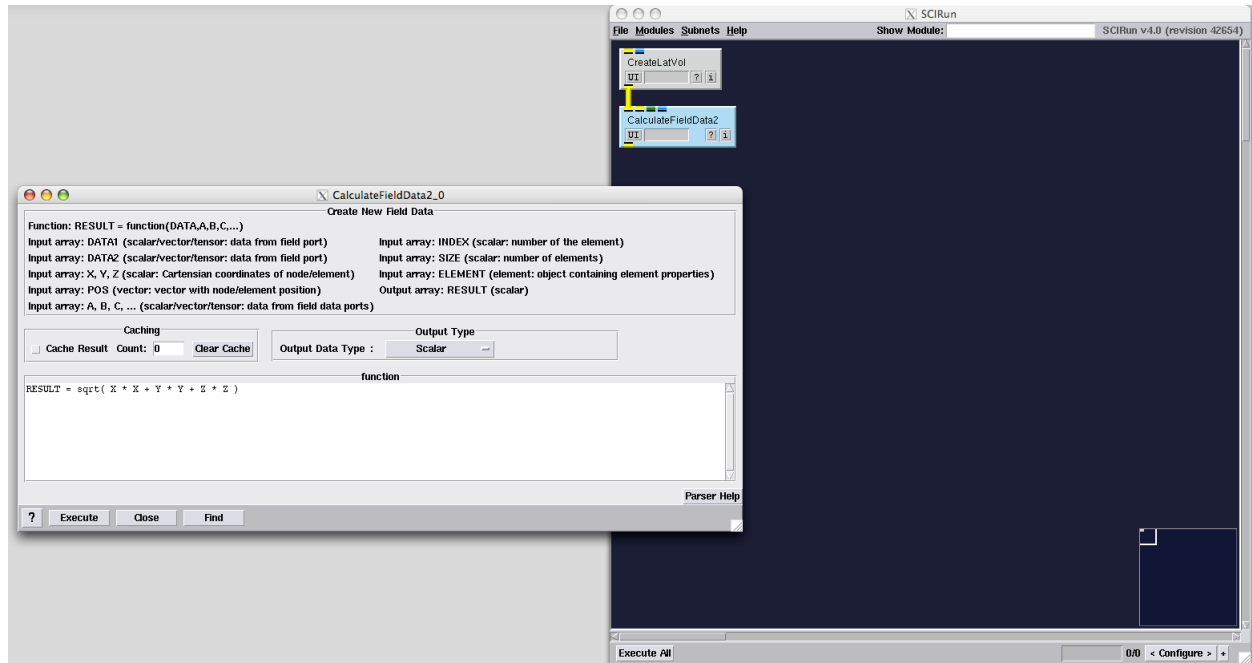 SCIRun
File Modules Subnets Help Show Module: SCIRun v4.0 (revision 42654)
CreateLatVol
UI ? i
CalculateFieldData2
UI ? i
CalculateFieldData2_0
Create New Field Data
Function: RESULT = function(DATA,A,B,C,...)
Input array: DATA1 (scalar/vector/tensor: data from field port) Input array: INDEX (scalar: number of the element)
Input array: DATA2 (scalar/vector/tensor: data from field port) Input array: SIZE (scalar: number of elements)
Input array: X, Y, Z (scalar: Cartensian coordinates of node/element) Input array: ELEMENT (element: object containing element properties)
Input array: POS (vector: vector with node/element position) Output array: RESULT (scalar)
Input array: A, B, C, ... (scalar/vector/tensor: data from field data ports)
Caching Output Type
Cache Result Count: 0 Clear Cache Output Data Type : Scalar
function
RESULT = sqrt( X * X + Y * Y + Z * Z )
Parser Help
? Execute Close Find
Execute All 0/0 < Configure > +